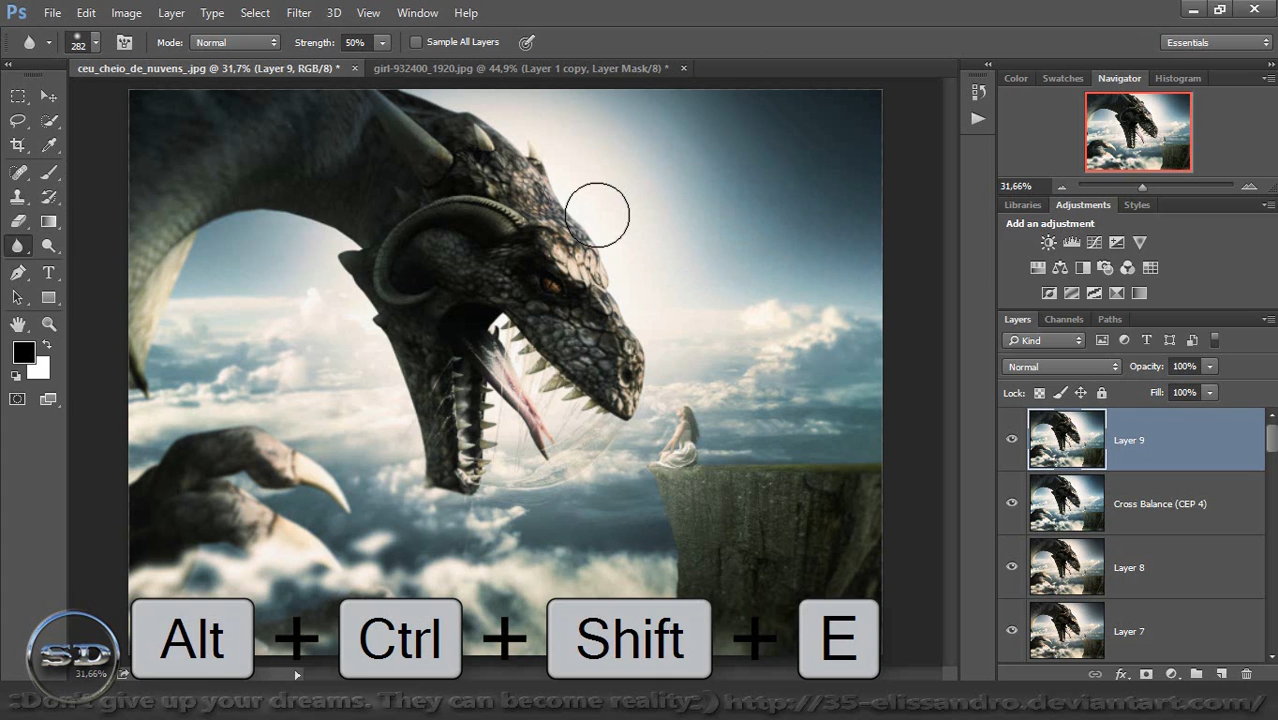 Ps File Edit Image Layer Type Select Filter 3D View Window Help
282 Mode: Normal Strength: 50% Sample All Layers Essentials
ceu_cheio_de_nuvens_.jpg @ 31,7% (Layer 9, RGB/8) * × girl-932400_1920.jpg @ 44,9% (Layer 1 copy, Layer Mask/8) * ×
Color Swatches Navigator Histogram
31,66%
Libraries Adjustments Styles
Add an adjustment
Layers Channels Paths
Kind
Normal Opacity: 100%
Lock: Fill: 100%
Layer 9
Cross Balance (CEP 4)
Layer 8
Layer 7
Alt + Ctrl + Shift + E
SD
31,66%
fx
:Don't give up your dreams. They can become reality:) http://35-elissandro.deviantart.com/